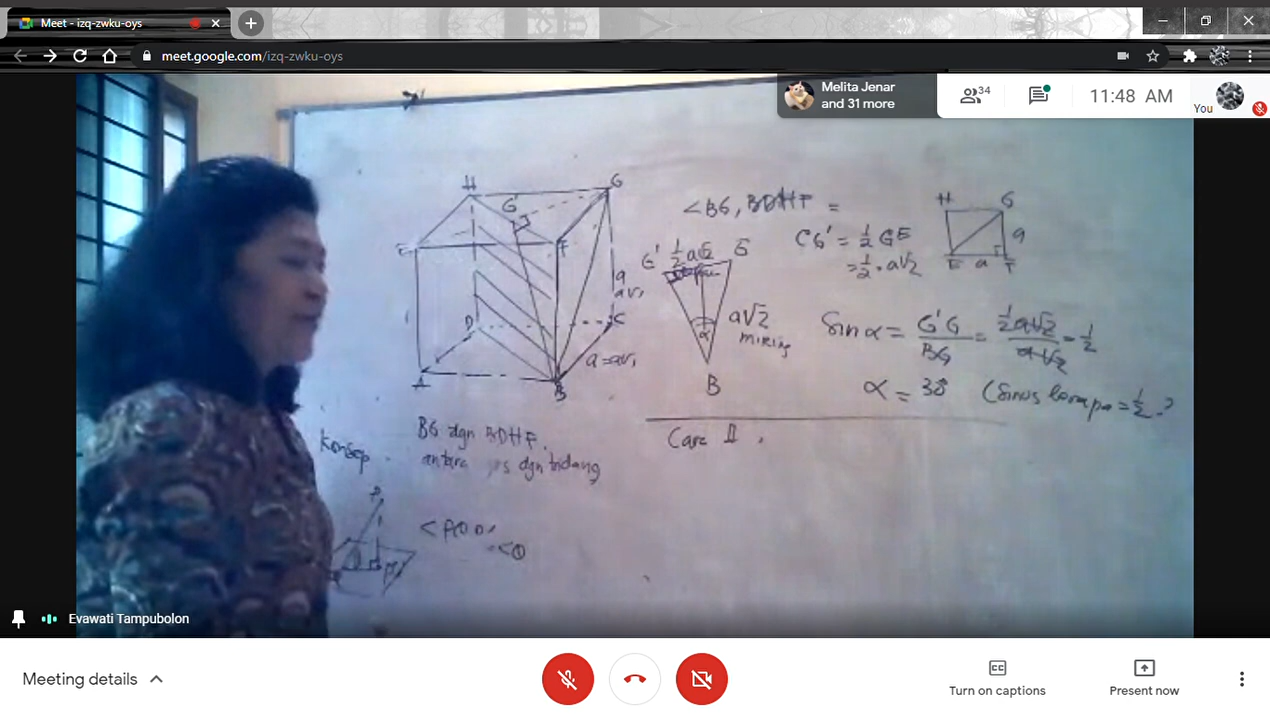 Meet - izq-zwku-oys
meet.google.com/izq-zwku-oys
Melita Jenar
and 31 more
34
11:48 AM
You
H
G
G'
E
F
D
C
A
B
a
a = a√1
∠BG, BDHF =
G' ½a√2 G
a√2
miring
α
B
CG' = ½ GE
= ½ . a√2
H G
a
E a F
Sin α = G'G / BG = ½a√2 / a√2 = ½
α = 30° (Sinus berapa = ½ ?
Cara II .
Konsep .
BG dgn BDHF .
antara grs dgn bidang
P
Evawati Tampubolon
Meeting details
Turn on captions
Present now